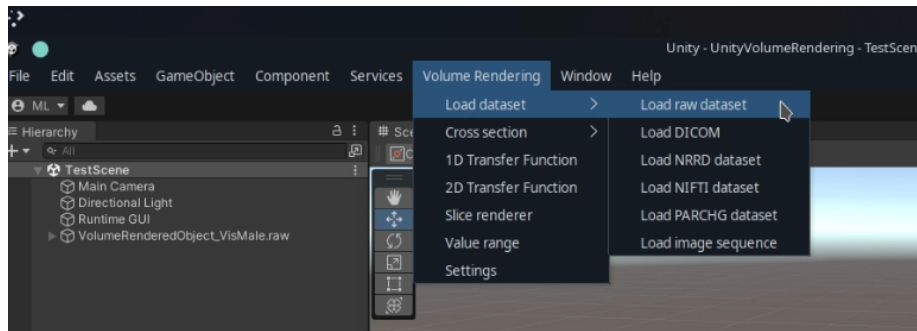 Unity - UnityVolumeRendering - TestScen
File Edit Assets GameObject Component Services Volume Rendering Window Help
ML
Load dataset
Load raw dataset
Hierarchy
Sce
Cross section
Load DICOM
All
1D Transfer Function
Load NRRD dataset
TestScene
2D Transfer Function
Load NIFTI dataset
Main Camera
Directional Light
Slice renderer
Load PARCHG dataset
Runtime GUI
VolumeRenderedObject_VisMale.raw
Value range
Load image sequence
Settings